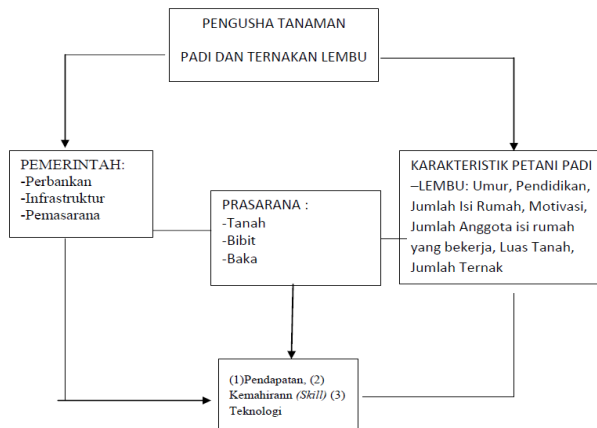 PENGUSHA TANAMAN
PADI DAN TERNAKAN LEMBU
PEMERINTAH:
-Perbankan
-Infrastruktur
-Pemasarana
PRASARANA :
-Tanah
-Bibit
-Baka
KARAKTERISTIK PETANI PADI
–LEMBU: Umur, Pendidikan,
Jumlah Isi Rumah, Motivasi,
Jumlah Anggota isi rumah
yang bekerja, Luas Tanah,
Jumlah Ternak
(1)Pendapatan, (2)
Kemahirann (Skill) (3)
Teknologi